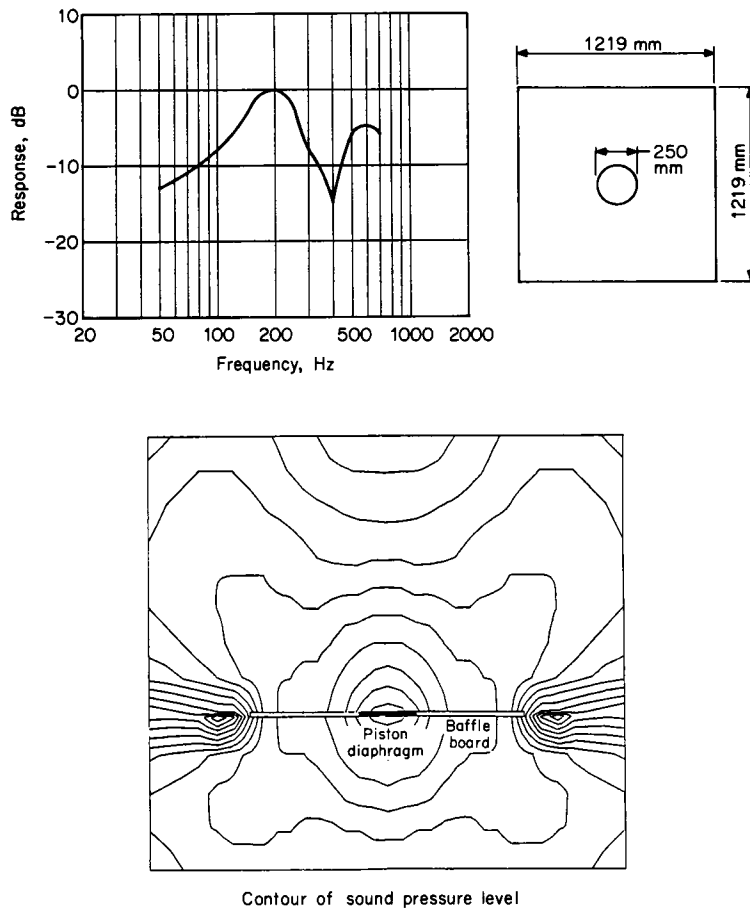 10
0
-10
-20
-30
Response, dB
20
50
100
200
500
1000
2000
Frequency, Hz
1219 mm
250
mm
1219 mm
Piston
diaphragm
Baffle
board
Contour of sound pressure level